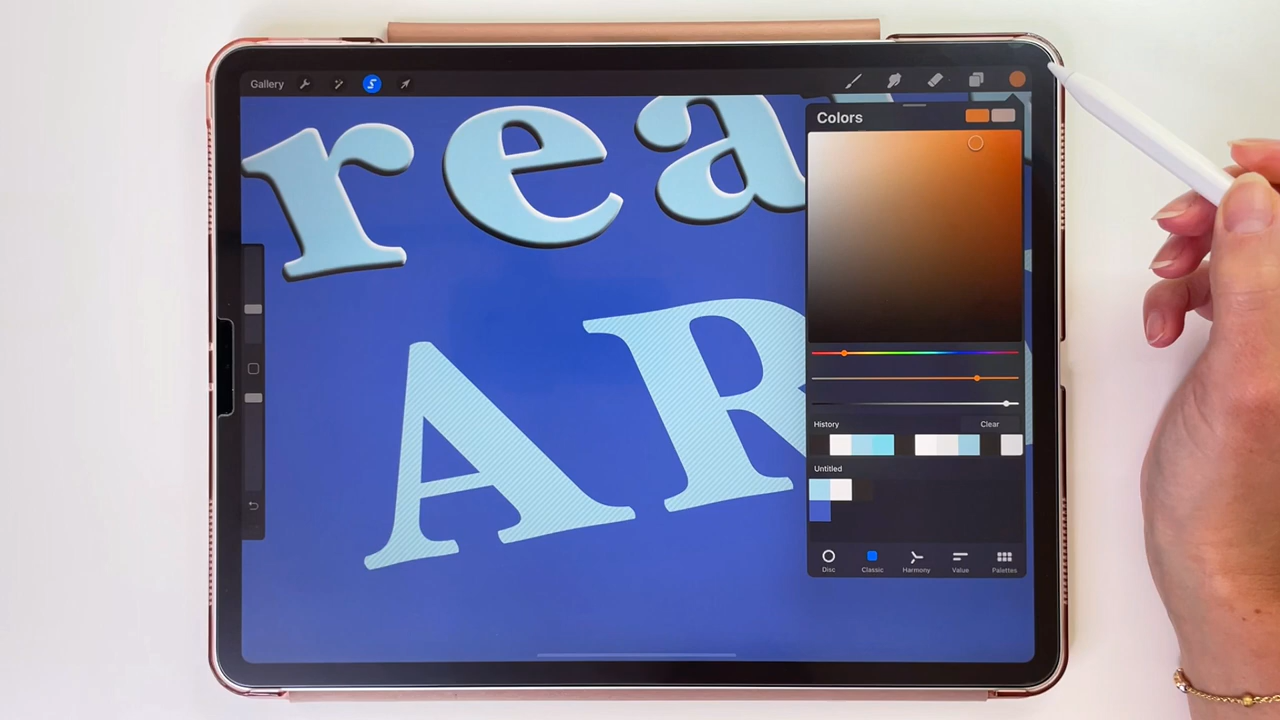 Gallery
Colors
rea
AR
History Clear
Untitled
Disc Classic Harmony Value Palettes